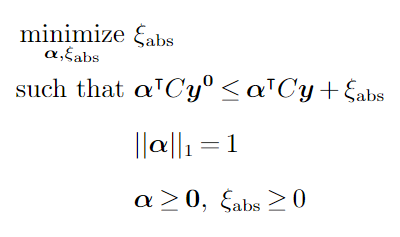 minimize ξ_abs
α,ξ_abs
such that α^⊺Cy^0 ≤ α^⊺Cy + ξ_abs
||α||_1 = 1
α ≥ 0, ξ_abs ≥ 0